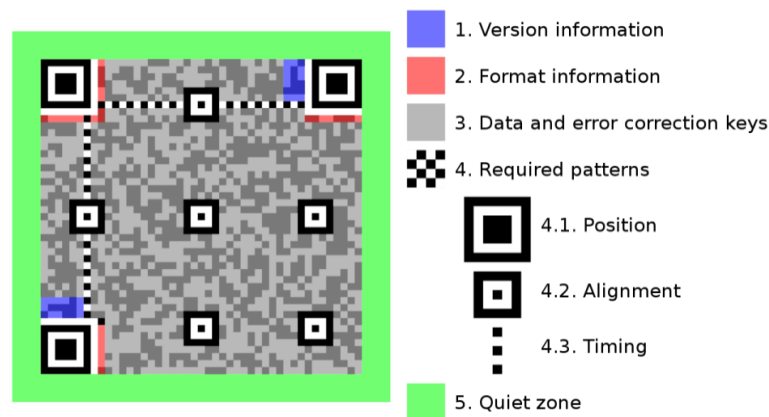 1. Version information
2. Format information
3. Data and error correction keys
4. Required patterns
4.1. Position
4.2. Alignment
4.3. Timing
5. Quiet zone